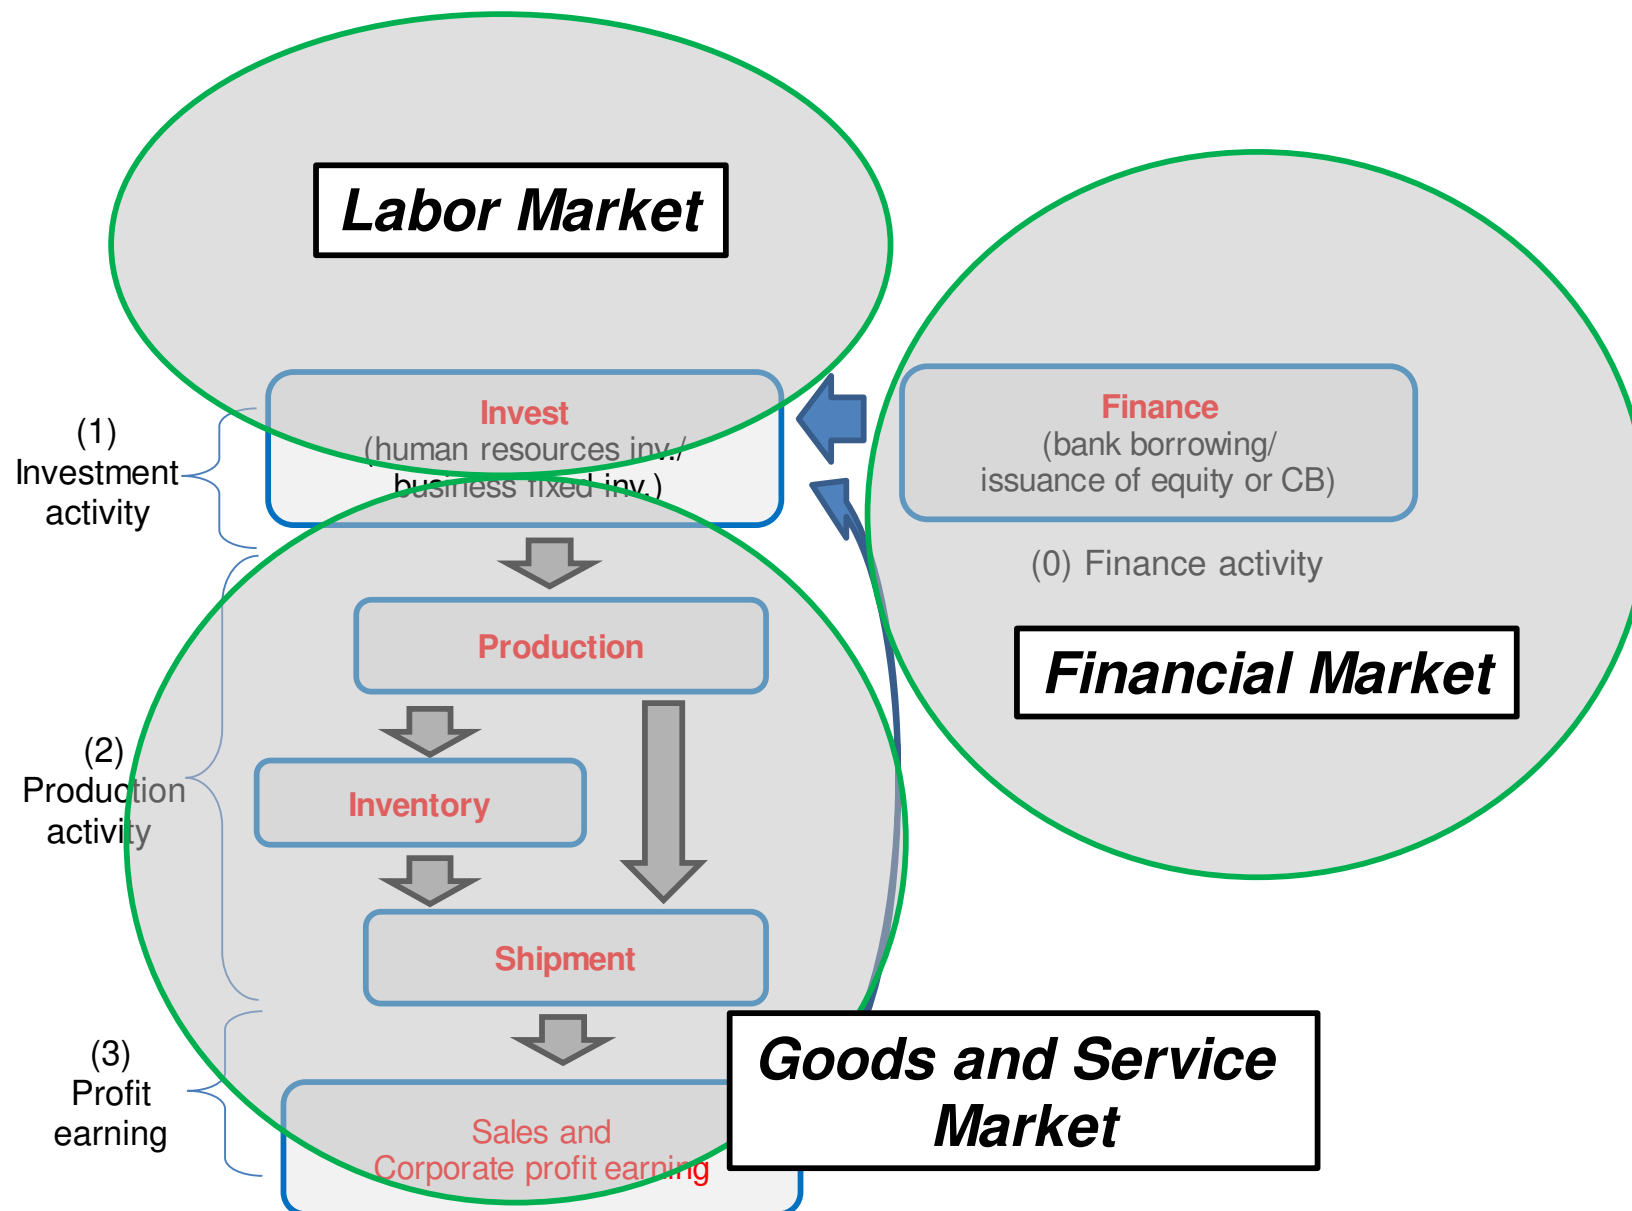 Labor Market
(1)
Investment
activity
Invest
(human resources inv./
business fixed inv.)
Finance
(bank borrowing/
issuance of equity or CB)
(0) Finance activity
Financial Market
Production
(2)
Production
activity
Inventory
Shipment
(3)
Profit
earning
Sales and
Corporate profit earning
Goods and Service
Market